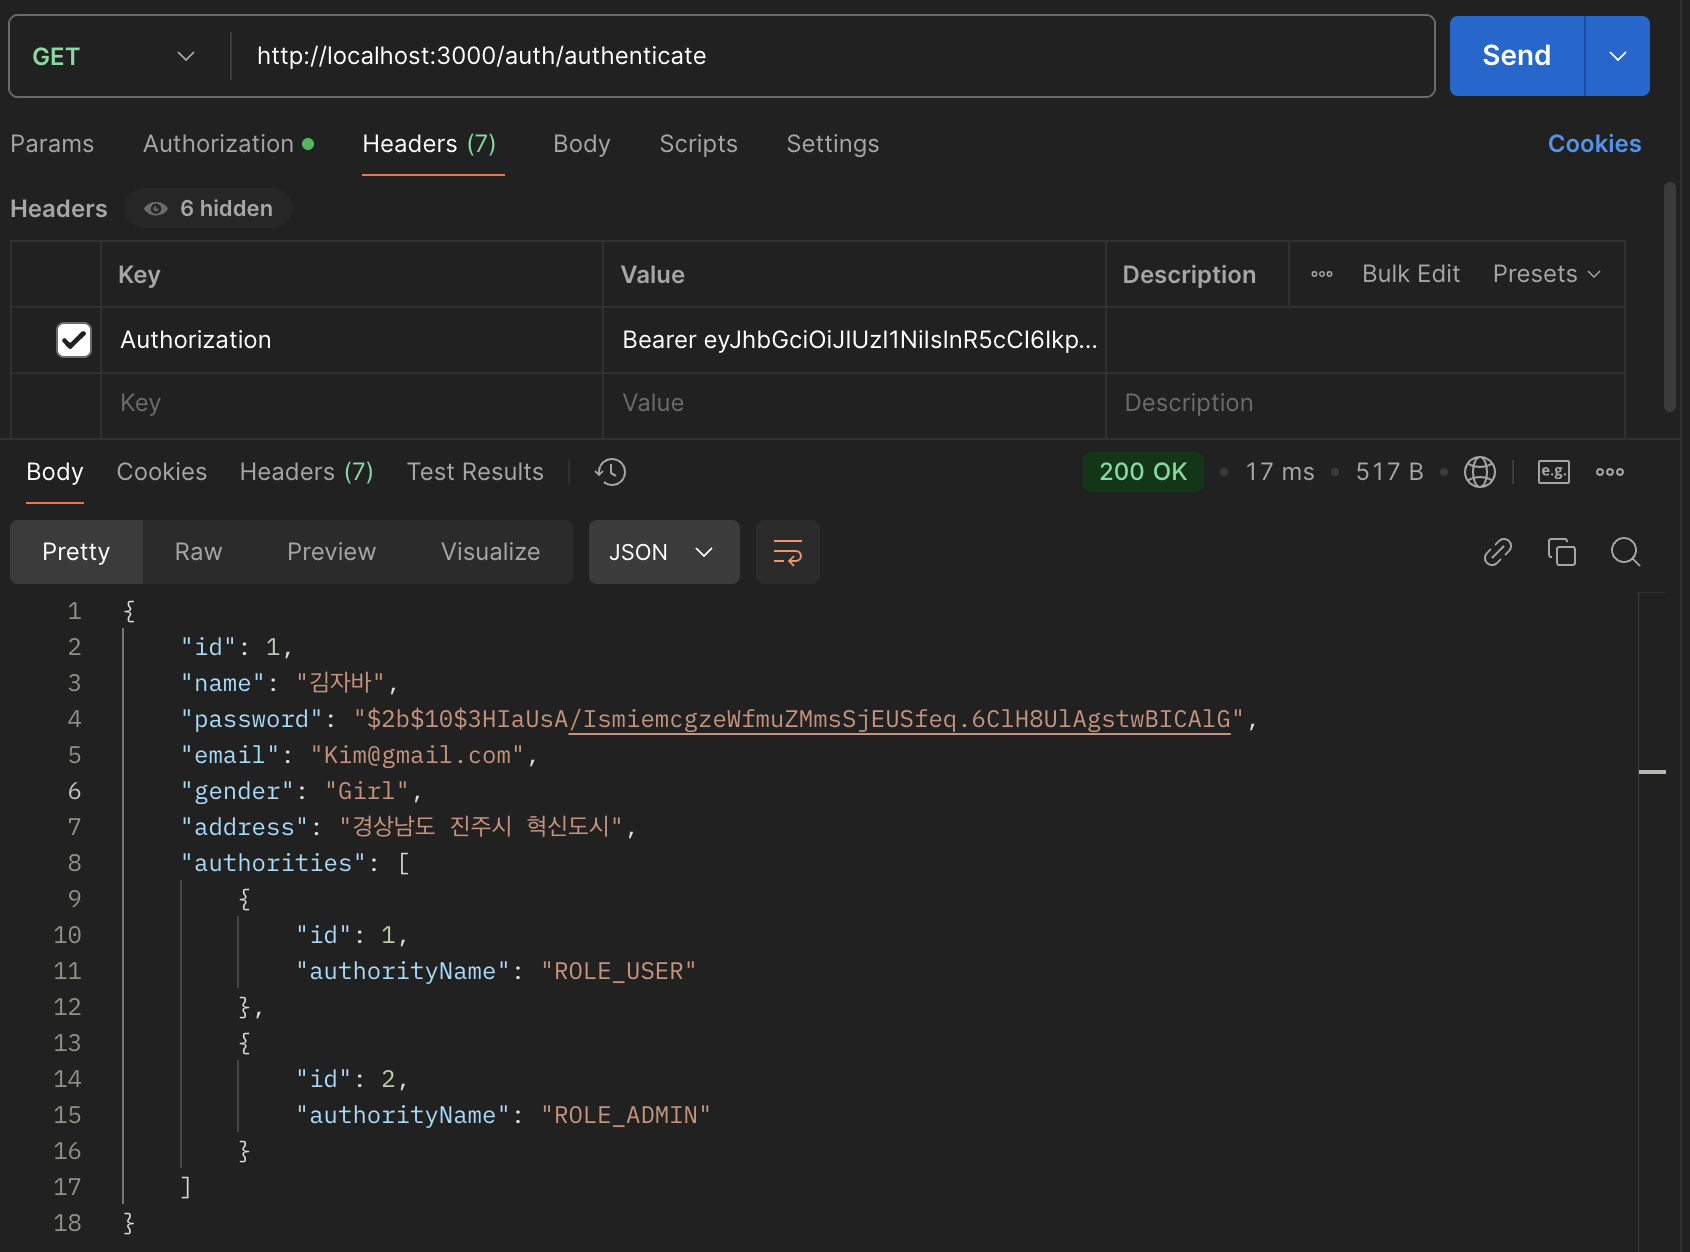 GET http://localhost:3000/auth/authenticate Send
Params Authorization Headers (7) Body Scripts Settings Cookies
Headers 6 hidden
Key Value Description Bulk Edit Presets
Authorization Bearer eyJhbGciOiJIUzI1NiIsInR5cCI6Ikp...
Key Value Description
Body Cookies Headers (7) Test Results 200 OK 17 ms 517 B e.g.
Pretty Raw Preview Visualize JSON
1 {
2 "id": 1,
3 "name": "김자바",
4 "password": "$2b$10$3HIaUsA/IsmiemcgzeWfmuZMmsSjEUSfeq.6ClH8UlAgstwBICAlG",
5 "email": "Kim@gmail.com",
6 "gender": "Girl",
7 "address": "경상남도 진주시 혁신도시",
8 "authorities": [
9 {
10 "id": 1,
11 "authorityName": "ROLE_USER"
12 },
13 {
14 "id": 2,
15 "authorityName": "ROLE_ADMIN"
16 }
17 ]
18 }